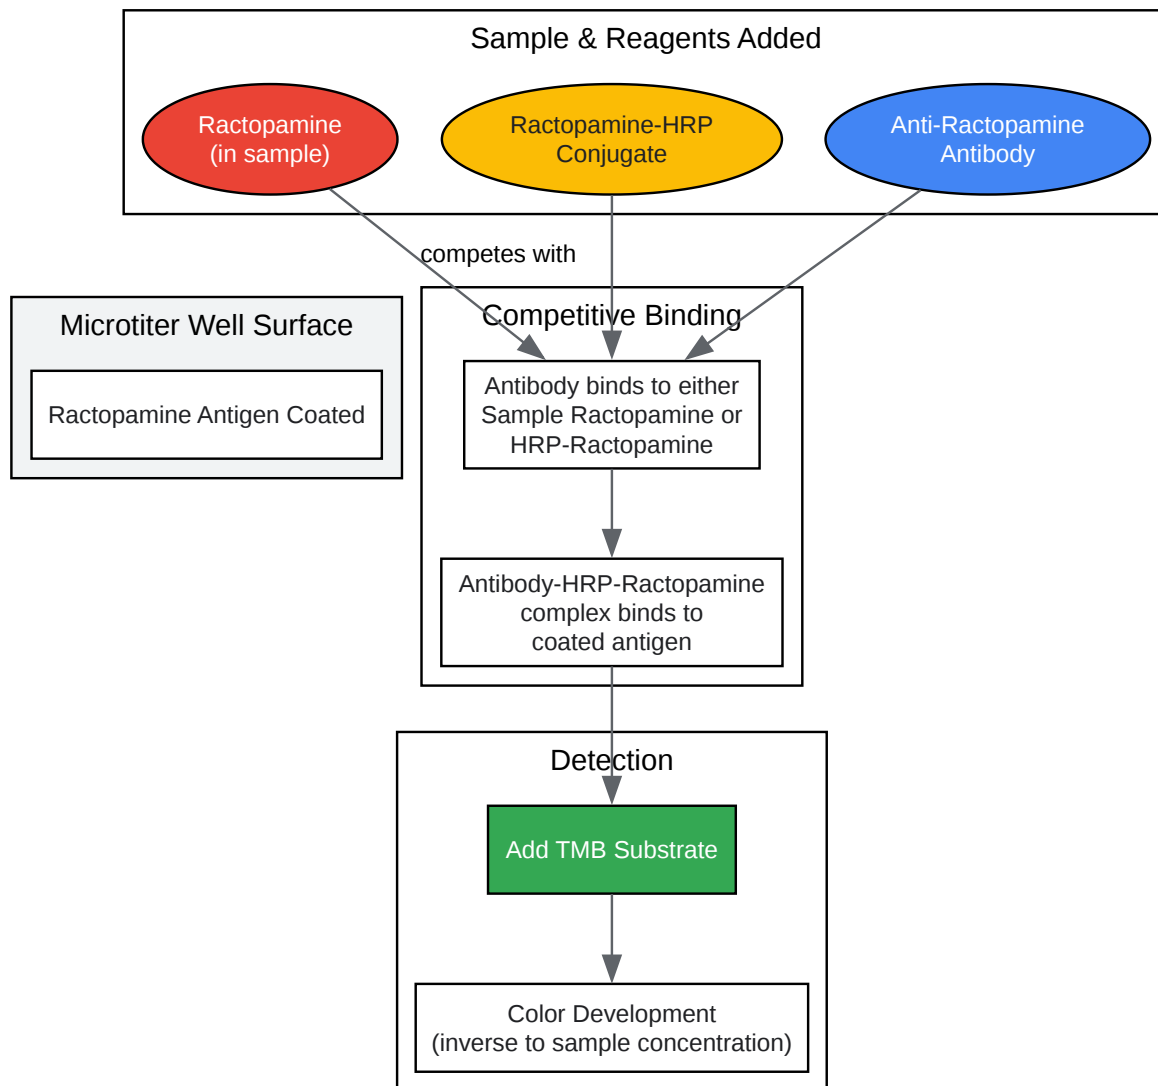 Sample & Reagents Added
Ractopamine
(in sample)
Ractopamine-HRP
Conjugate
Anti-Ractopamine
Antibody
competes with
Microtiter Well Surface
Ractopamine Antigen Coated
Competitive Binding
Antibody binds to either
Sample Ractopamine or
HRP-Ractopamine
Antibody-HRP-Ractopamine
complex binds to
coated antigen
Detection
Add TMB Substrate
Color Development
(inverse to sample concentration)